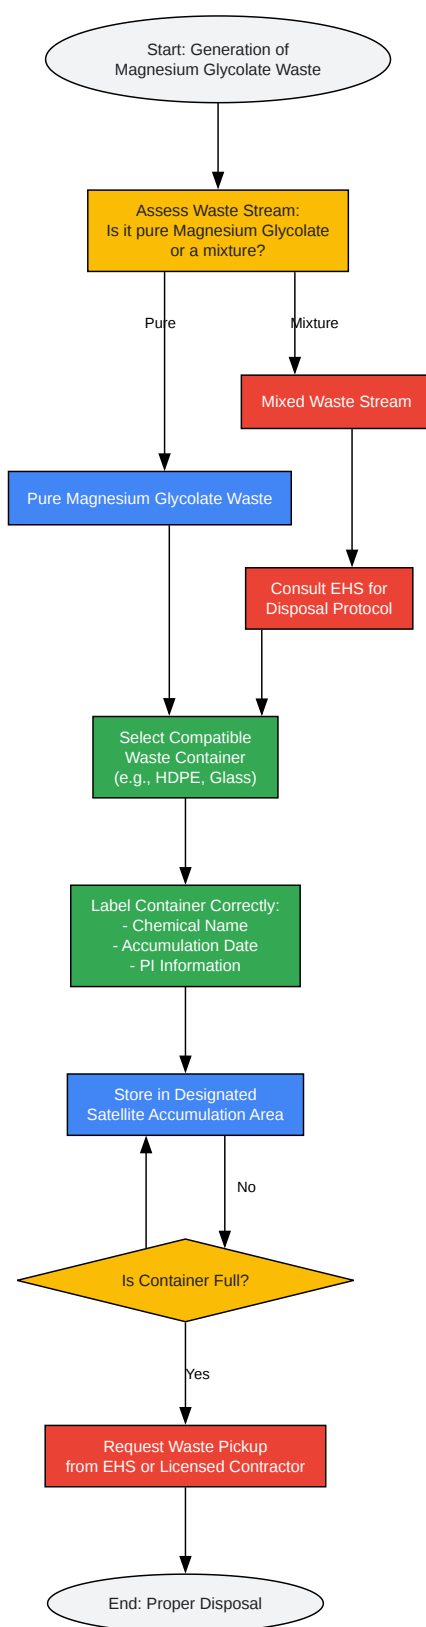 Start: Generation of
Magnesium Glycolate Waste
Assess Waste Stream:
Is it pure Magnesium Glycolate
or a mixture?
Pure
Mixture
Mixed Waste Stream
Pure Magnesium Glycolate Waste
Consult EHS for
Disposal Protocol
Select Compatible
Waste Container
(e.g., HDPE, Glass)
Label Container Correctly:
- Chemical Name
- Accumulation Date
- PI Information
Store in Designated
Satellite Accumulation Area
No
Is Container Full?
Yes
Request Waste Pickup
from EHS or Licensed Contractor
End: Proper Disposal